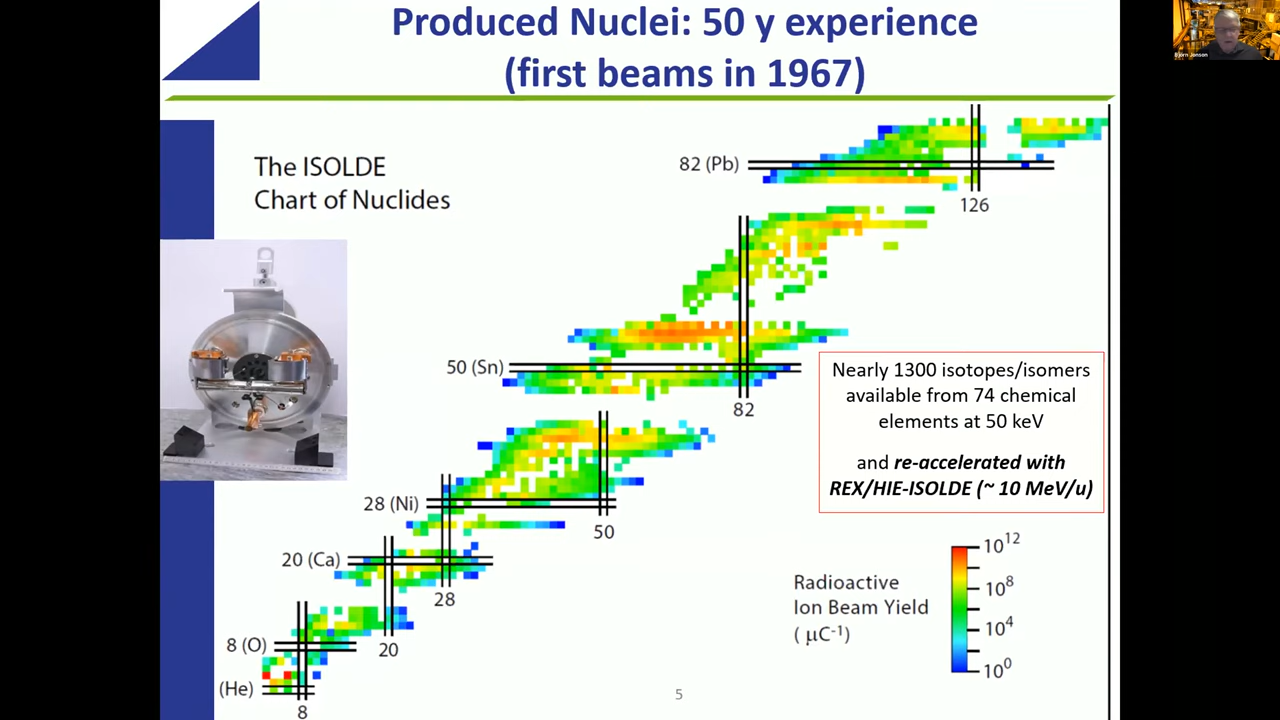 Produced Nuclei: 50 y experience
(first beams in 1967)
Björn Jonson
The ISOLDE
Chart of Nuclides
82 (Pb)
126
50 (Sn)
82
Nearly 1300 isotopes/isomers
available from 74 chemical
elements at 50 keV
and re-accelerated with
REX/HIE-ISOLDE (~ 10 MeV/u)
28 (Ni)
50
20 (Ca)
28
Radioactive
Ion Beam Yield
( μC⁻¹)
10¹²
10⁸
10⁴
10⁰
8 (O)
20
(He)
8
5